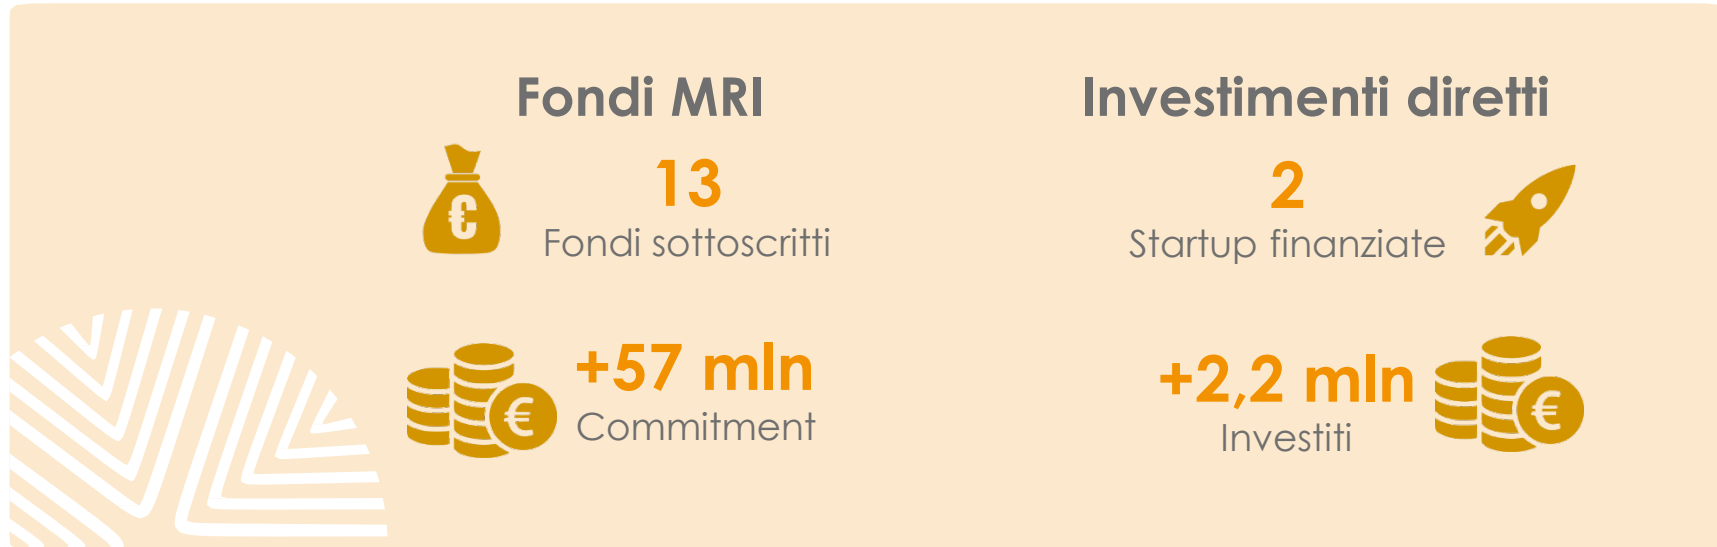 Fondi MRI
13
Fondi sottoscritti
+57 mln
Commitment
€
€
Investimenti diretti
2
Startup finanziate
+2,2 mln
Investiti
€